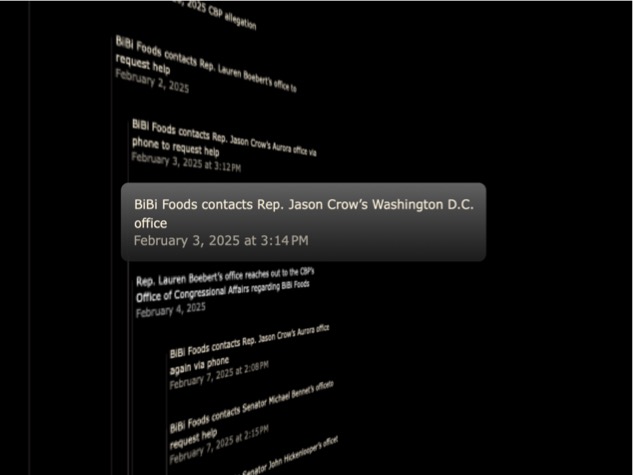 , 2025 CBP allegation
BiBi Foods contacts Rep. Lauren Boebert's office to
request help
February 2, 2025
BiBi Foods contacts Rep. Jason Crow's Aurora office via
phone to request help
February 3, 2025 at 3:12 PM
BiBi Foods contacts Rep. Jason Crow’s Washington D.C.
office
February 3, 2025 at 3:14 PM
Rep. Lauren Boebert's office reaches out to the CBP's
Office of Congressional Affairs regarding BiBi Foods
February 4, 2025
BiBi Foods contacts Rep. Jason Crow's Aurora office
again via phone
February 7, 2025 at 2:08 PM
BiBi Foods contacts Senator Michael Bennet's office to
request help
February 7, 2025 at 2:15 PM
Senator John Hickenlooper's office